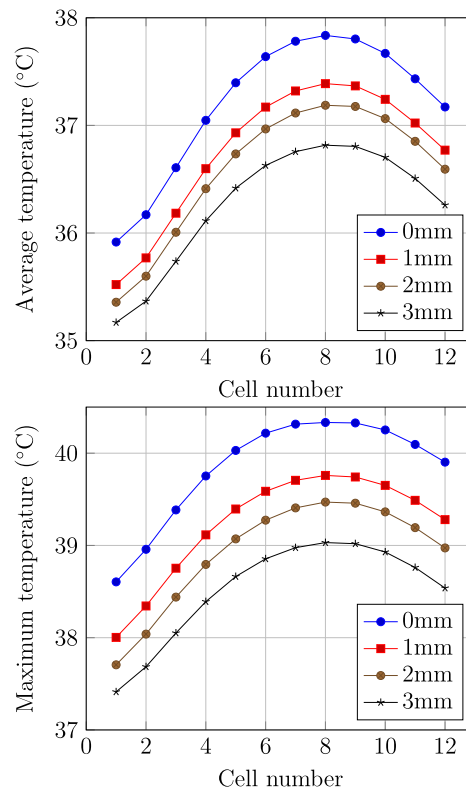 Average temperature (°C)
38
37
36
35
0 2 4 6 8 10 12
Cell number
0mm
1mm
2mm
3mm
Maximum temperature (°C)
40
39
38
37
0 2 4 6 8 10 12
Cell number
0mm
1mm
2mm
3mm